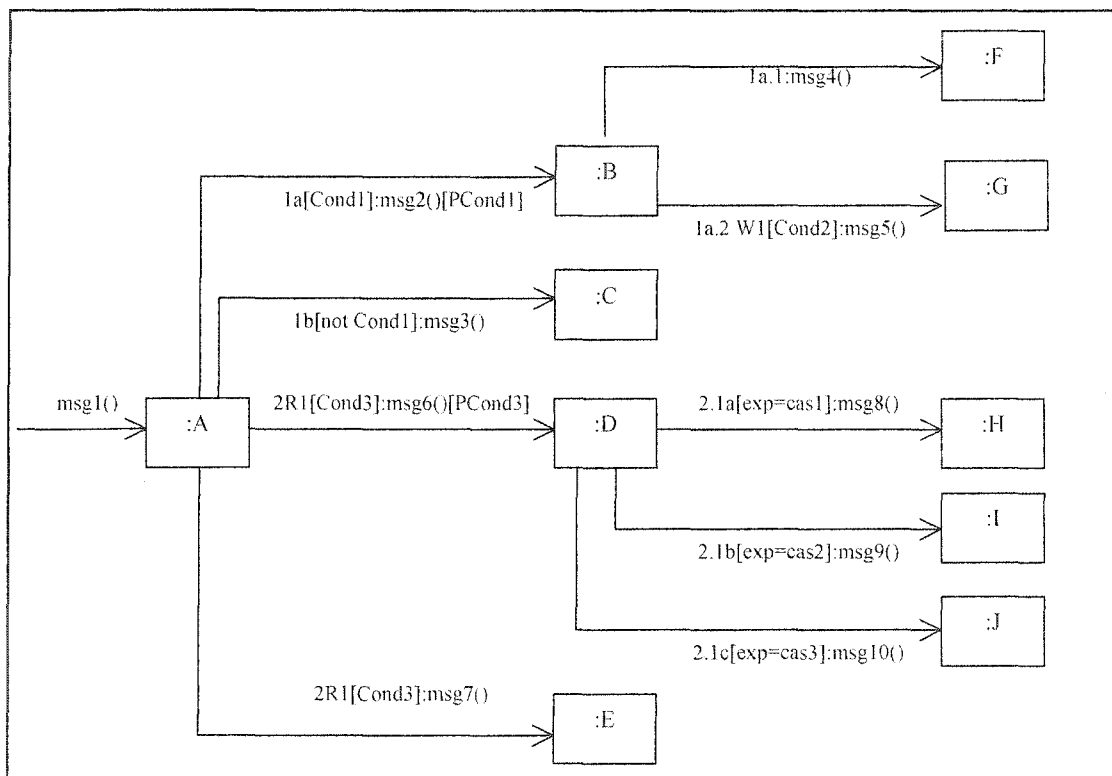 :F
1a.1:msg4()
:B
:G
1a[Cond1]:msg2()[PCond1]
1a.2 W1[Cond2]:msg5()
:C
1b[not Cond1]:msg3()
msg1()
2R1[Cond3]:msg6()[PCond3]
2.1a[exp=cas1]:msg8()
:A
:D
:H
:I
2.1b[exp=cas2]:msg9()
:J
2.1c[exp=cas3]:msg10()
2R1[Cond3]:msg7()
:E